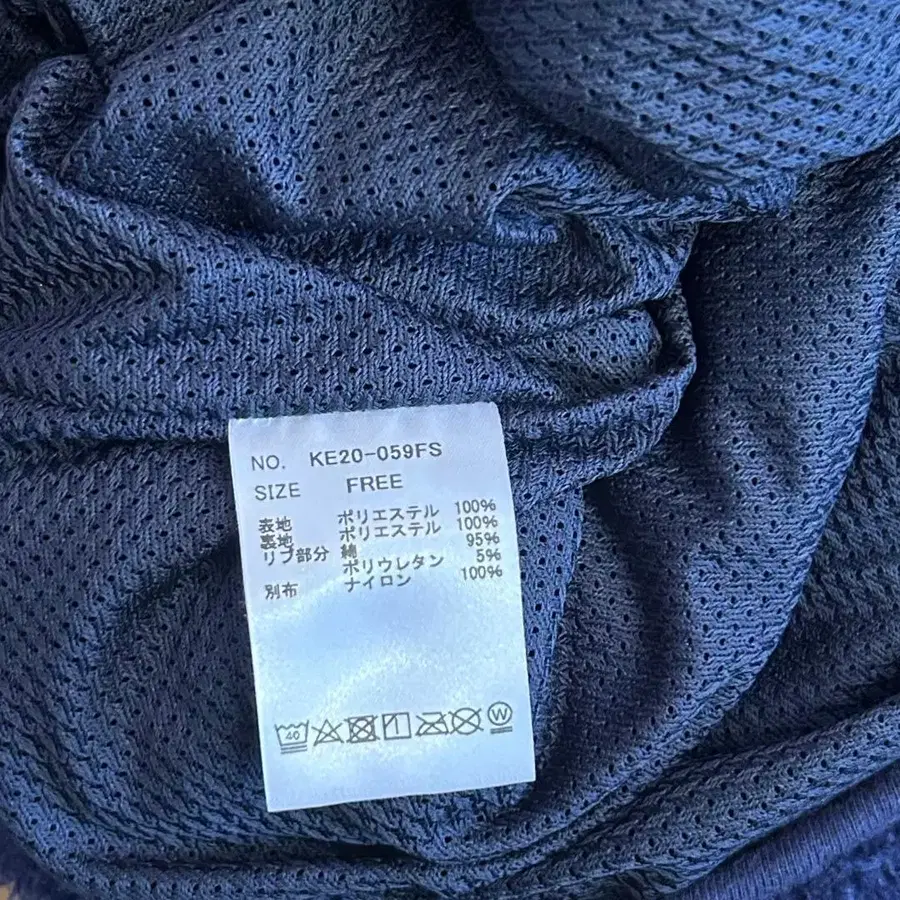 NO. KE20-059FS
SIZE FREE
表地 ポリエステル 100%
裏地 ポリエステル 100%
リブ部分 綿 95%
ポリウレタン 5%
別布 ナイロン 100%
40 W